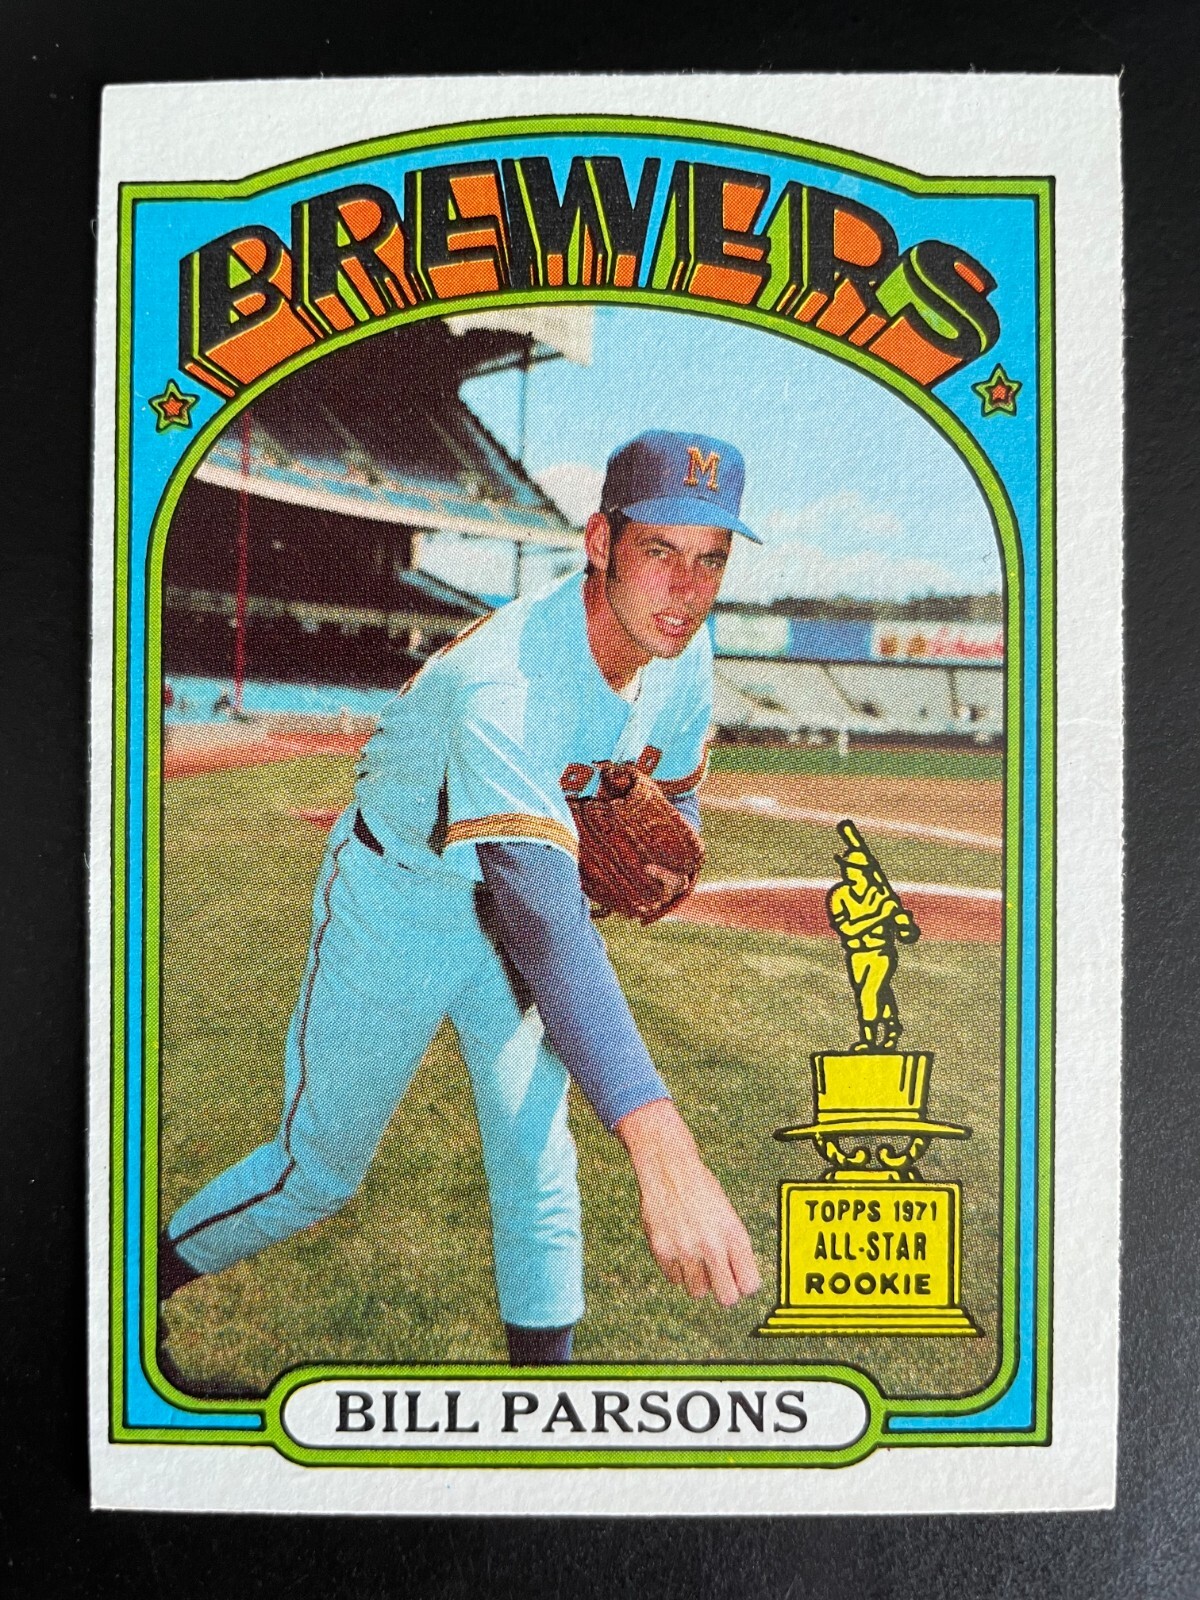 BREWERS
M
TOPPS 1971
ALL-STAR
ROOKIE
BILL PARSONS